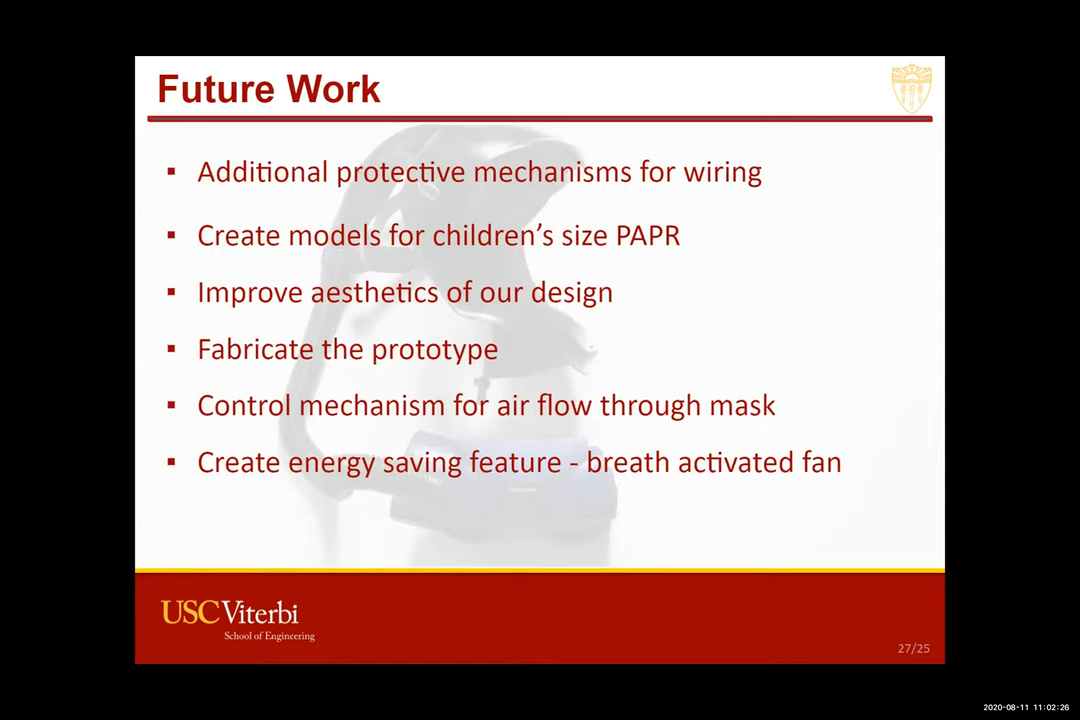 Future Work
▪ Additional protective mechanisms for wiring
▪ Create models for children’s size PAPR
▪ Improve aesthetics of our design
▪ Fabricate the prototype
▪ Control mechanism for air flow through mask
▪ Create energy saving feature - breath activated fan
USC Viterbi
School of Engineering
27/25
2020-08-11 11:02:26